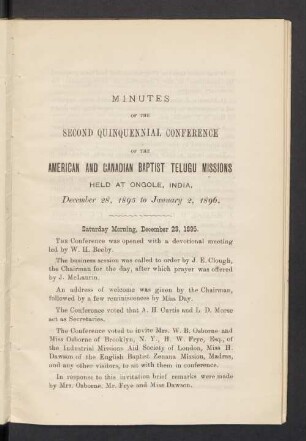 MINUTES
OF THE
SECOND QUINQUENNIAL CONFERENCE
OF THE
AMERICAN AND CANADIAN BAPTIST TELUGU MISSIONS
HELD AT ONGOLE, INDIA,
December 28, 1895 to January 2, 1896.
Saturday Morning, December 28, 1895.
THE Conference was opened with a devotional meeting
led by W. H. Beeby.
The business session was called to order by J. E. Clough,
the Chairman for the day, after which prayer was offered
by J. McLaurin.
An address of welcome was given by the Chairman,
followed by a few reminiscences by Miss Day.
The Conference voted that A. H. Curtis and L. D. Morse
act as Secretaries.
The Conference voted to invite Mrs. W. B. Osborne and
Miss Osborne of Brooklyn, N. Y., H. W. Frye, Esq., of
the Industrial Missions Aid Society of London, Miss H.
Dawson of the English Baptist Zenana Mission, Madras,
and any other visitors, to sit with them in conference.
In response to this invitation brief remarks were made
by Mrs. Osborne, Mr. Frye and Miss Dawson.